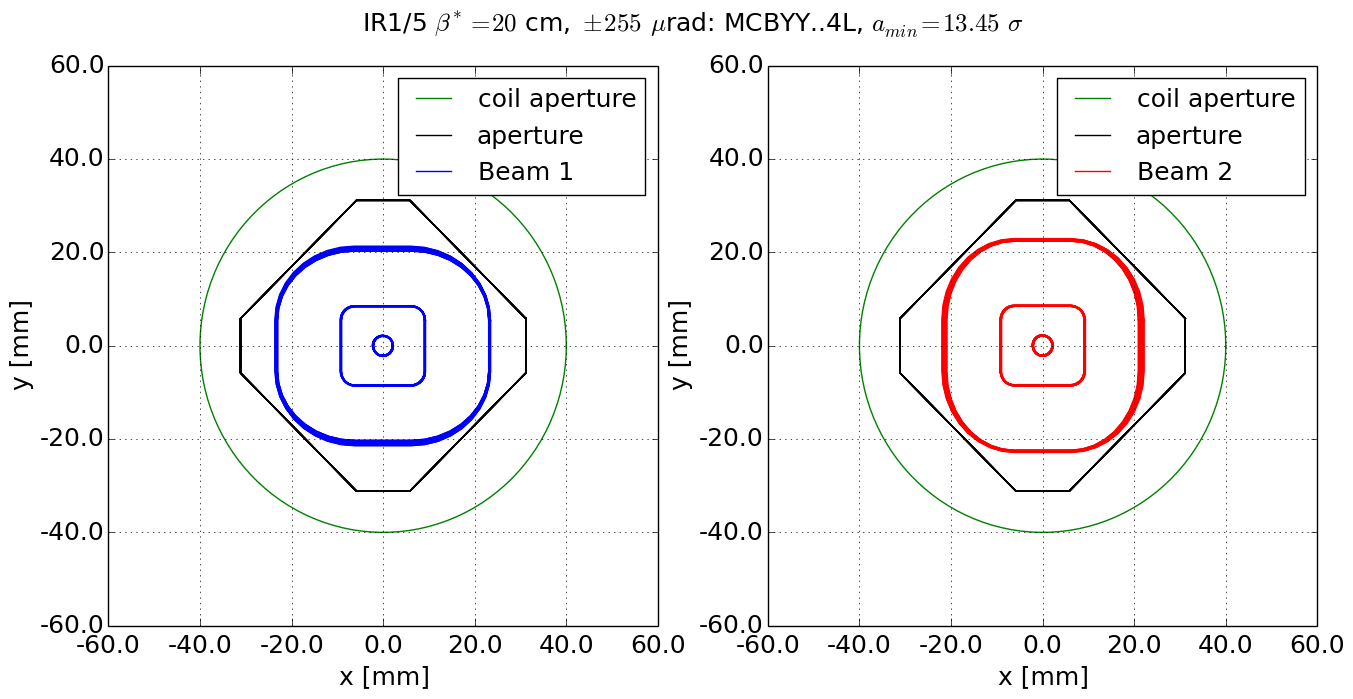 IR1/5 β* =20 cm, ±255 μrad: MCBYY..4L, a_min=13.45 σ
60.0
40.0
20.0
0.0
-20.0
-40.0
-60.0
y [mm]
coil aperture
aperture
Beam 1
-60.0 -40.0 -20.0 0.0 20.0 40.0 60.0
x [mm]
60.0
40.0
20.0
0.0
-20.0
-40.0
-60.0
y [mm]
coil aperture
aperture
Beam 2
-60.0 -40.0 -20.0 0.0 20.0 40.0 60.0
x [mm]